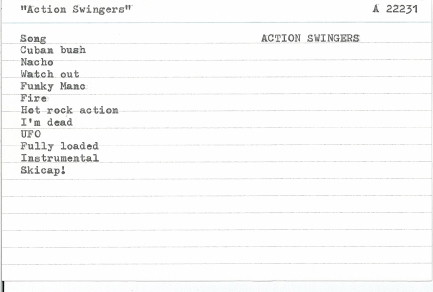 "Action Swingers" A 22231
Song ACTION SWINGERS
Cuban bush
Nacho
Watch out
Funky Manc
Fire
Hot rock action
I'm dead
UFO
Fully loaded
Instrumental
Skicap!